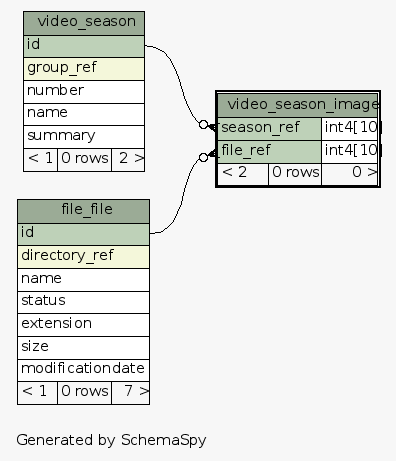 video_season
id
group_ref
number
name
summary
< 1 0 rows 2 >
video_season_image
season_ref int4[10]
file_ref int4[10]
< 2 0 rows 0 >
file_file
id
directory_ref
name
status
extension
size
modificationdate
< 1 0 rows 7 >
Generated by SchemaSpy